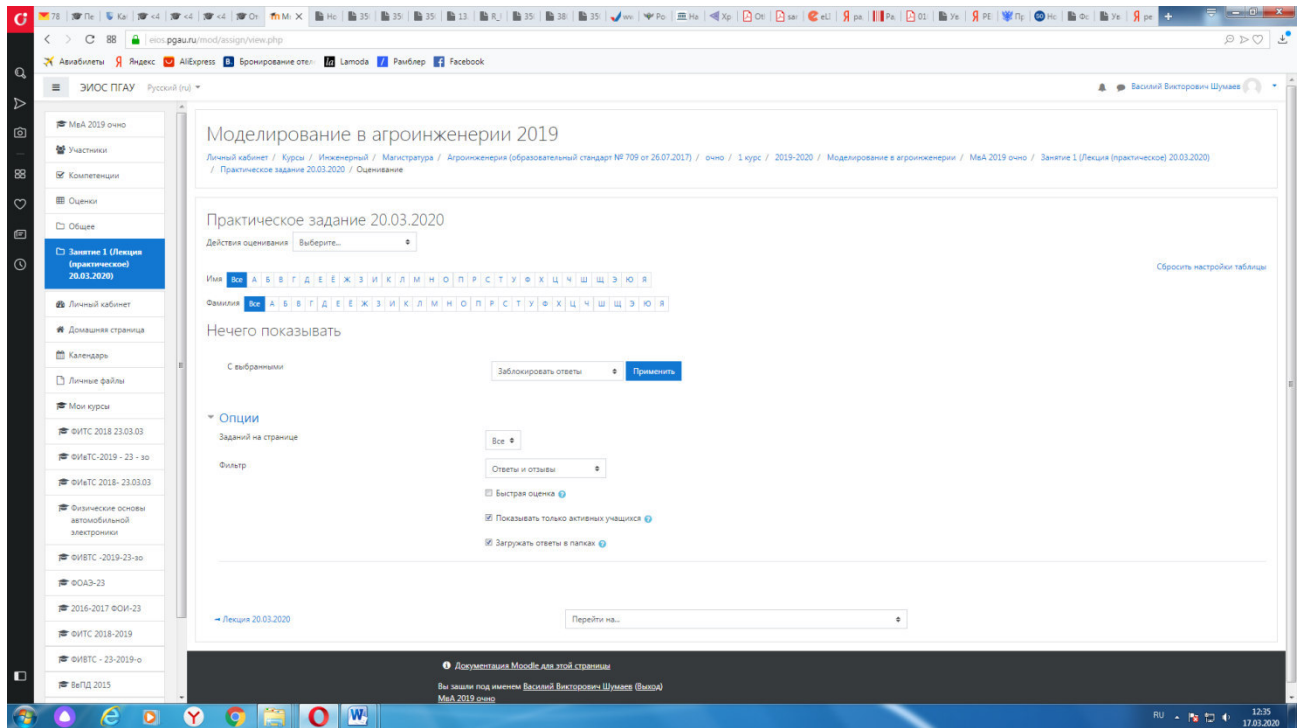 eios.pgau.ru/mod/assign/view.php
Авиабилеты Яндекс AliExpress Бронирование отел Lamoda Рамблер Facebook
ЭИОС ПГАУ Русский (ru)
Василий Викторович Шумаев
МвА 2019 очно
Участники
Компетенции
Оценки
Общее
Занятие 1 (Лекция
(практическое)
20.03.2020)
Личный кабинет
Домашняя страница
Календарь
Личные файлы
Мои курсы
ФИТС 2018 23.03.03
ФИвТС-2019 - 23 - зо
ФИвТС 2018- 23.03.03
Физические основы
автомобильной
электроники
ФИВТС -2019-23-зо
ФОАЭ-23
2016-2017 ФОИ-23
ФИТС 2018-2019
ФИВТС - 23-2019-о
ВеПД 2015
Моделирование в агроинженерии 2019
Личный кабинет / Курсы / Инженерный / Магистратура / Агроинженерия (образовательный стандарт № 709 от 26.07.2017) / очно / 1 курс / 2019-2020 / Моделирование в агроинженерии / МвА 2019 очно / Занятие 1 (Лекция (практическое) 20.03.2020)
/ Практическое задание 20.03.2020 / Оценивание
Практическое задание 20.03.2020
Действия оценивания Выберите...
Сбросить настройки таблицы
Имя Все А Б В Г Д Е Ё Ж З И К Л М Н О П Р С Т У Ф Х Ц Ч Ш Щ Э Ю Я
Фамилия Все А Б В Г Д Е Ё Ж З И К Л М Н О П Р С Т У Ф Х Ц Ч Ш Щ Э Ю Я
Нечего показывать
С выбранными Заблокировать ответы Применить
Опции
Заданий на странице Все
Фильтр Ответы и отзывы
Быстрая оценка
Показывать только активных учащихся
Загружать ответы в папках
Лекция 20.03.2020 Перейти на...
Документация Moodle для этой страницы
Вы зашли под именем Василий Викторович Шумаев (Выход)
МвА 2019 очно
RU 12:35
17.03.2020